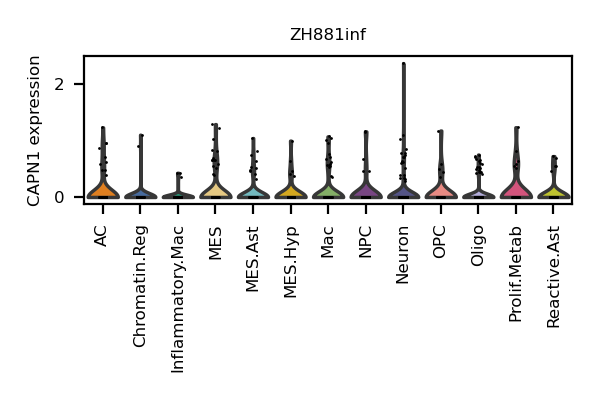 ZH881inf
CAPN1 expression
2
0
AC
Chromatin.Reg
Inflammatory.Mac
MES
MES.Ast
MES.Hyp
Mac
NPC
Neuron
OPC
Oligo
Prolif.Metab
Reactive.Ast